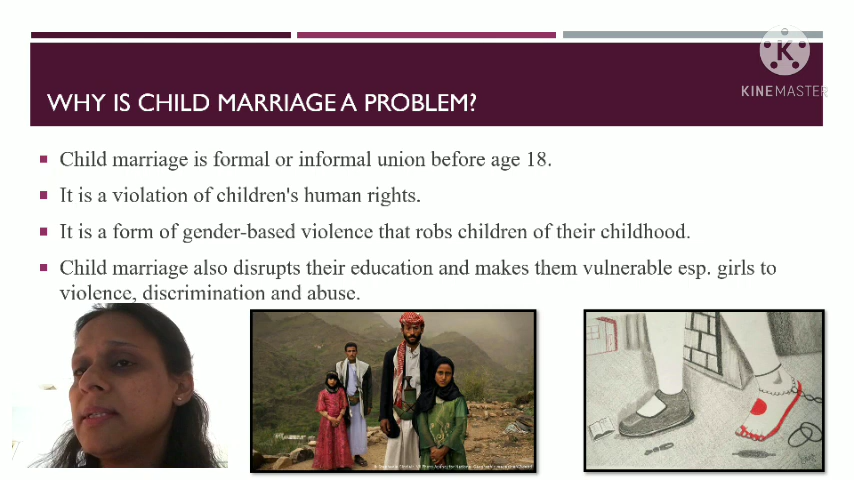 KINEMASTER
WHY IS CHILD MARRIAGE A PROBLEM?
Child marriage is formal or informal union before age 18.
It is a violation of children's human rights.
It is a form of gender-based violence that robs children of their childhood.
Child marriage also disrupts their education and makes them vulnerable esp. girls to
violence, discrimination and abuse.